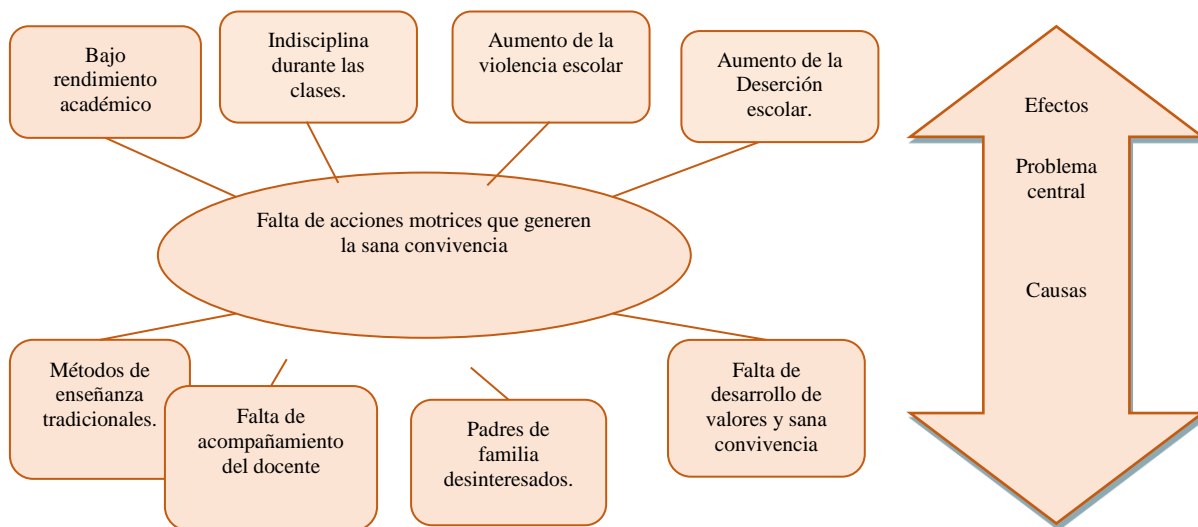 Bajo
rendimiento
académico
Indisciplina
durante las
clases.
Aumento de la
violencia escolar
Aumento de la
Deserción
escolar.
Efectos
Problema
central
Causas
Falta de acciones motrices que generen
la sana convivencia
Métodos de
enseñanza
tradicionales.
Falta de
acompañamiento
del docente
Padres de
familia
desinteresados.
Falta de
desarrollo de
valores y sana
convivencia